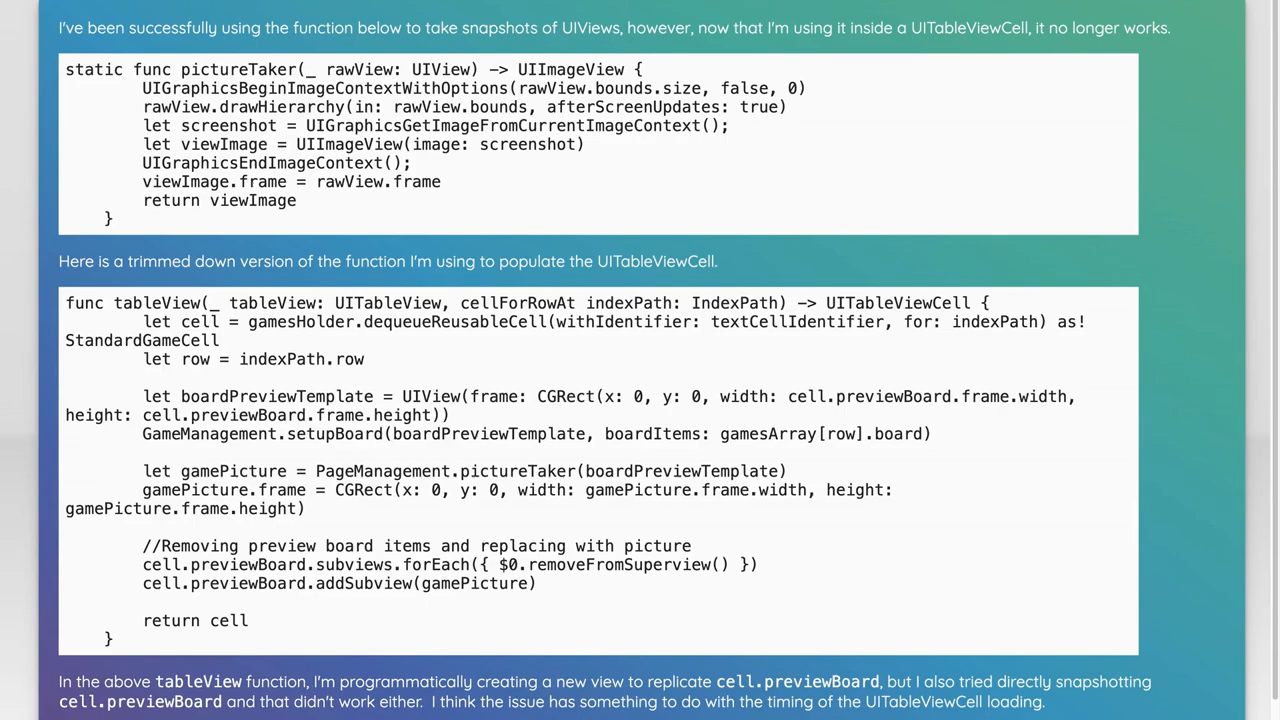 I've been successfully using the function below to take snapshots of UIViews, however, now that I'm using it inside a UITableViewCell, it no longer works.
static func pictureTaker(_ rawView: UIView) -> UIImageView {
        UIGraphicsBeginImageContextWithOptions(rawView.bounds.size, false, 0)
        rawView.drawHierarchy(in: rawView.bounds, afterScreenUpdates: true)
        let screenshot = UIGraphicsGetImageFromCurrentImageContext();
        let viewImage = UIImageView(image: screenshot)
        UIGraphicsEndImageContext();
        viewImage.frame = rawView.frame
        return viewImage
    }
Here is a trimmed down version of the function I'm using to populate the UITableViewCell.
func tableView(_ tableView: UITableView, cellForRowAt indexPath: IndexPath) -> UITableViewCell {
        let cell = gamesHolder.dequeueReusableCell(withIdentifier: textCellIdentifier, for: indexPath) as!
StandardGameCell
        let row = indexPath.row
        let boardPreviewTemplate = UIView(frame: CGRect(x: 0, y: 0, width: cell.previewBoard.frame.width,
height: cell.previewBoard.frame.height))
        GameManagement.setupBoard(boardPreviewTemplate, boardItems: gamesArray[row].board)
        let gamePicture = PageManagement.pictureTaker(boardPreviewTemplate)
        gamePicture.frame = CGRect(x: 0, y: 0, width: gamePicture.frame.width, height:
gamePicture.frame.height)
        //Removing preview board items and replacing with picture
        cell.previewBoard.subviews.forEach({ $0.removeFromSuperview() })
        cell.previewBoard.addSubview(gamePicture)
        return cell
    }
In the above tableView function, I'm programmatically creating a new view to replicate cell.previewBoard, but I also tried directly snapshotting
cell.previewBoard and that didn't work either.  I think the issue has something to do with the timing of the UITableViewCell loading.